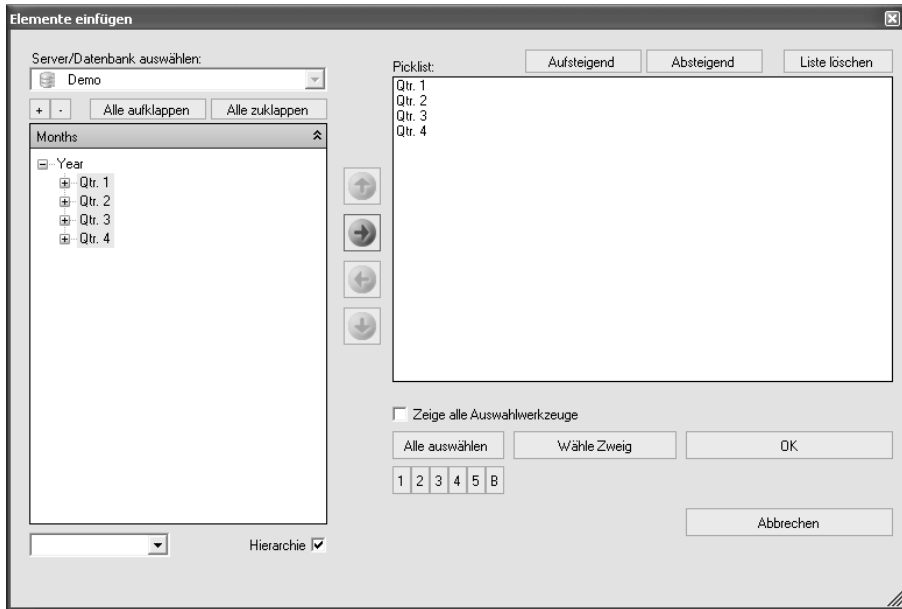 Elemente einfügen
Server/Datenbank auswählen:
Demo
+ - Alle aufklappen Alle zuklappen
Months
Year
Qtr. 1
Qtr. 2
Qtr. 3
Qtr. 4
Hierarchie
Picklist: Aufsteigend Absteigend Liste löschen
Qtr. 1
Qtr. 2
Qtr. 3
Qtr. 4
Zeige alle Auswahlwerkzeuge
Alle auswählen Wähle Zweig OK
1 2 3 4 5 B
Abbrechen